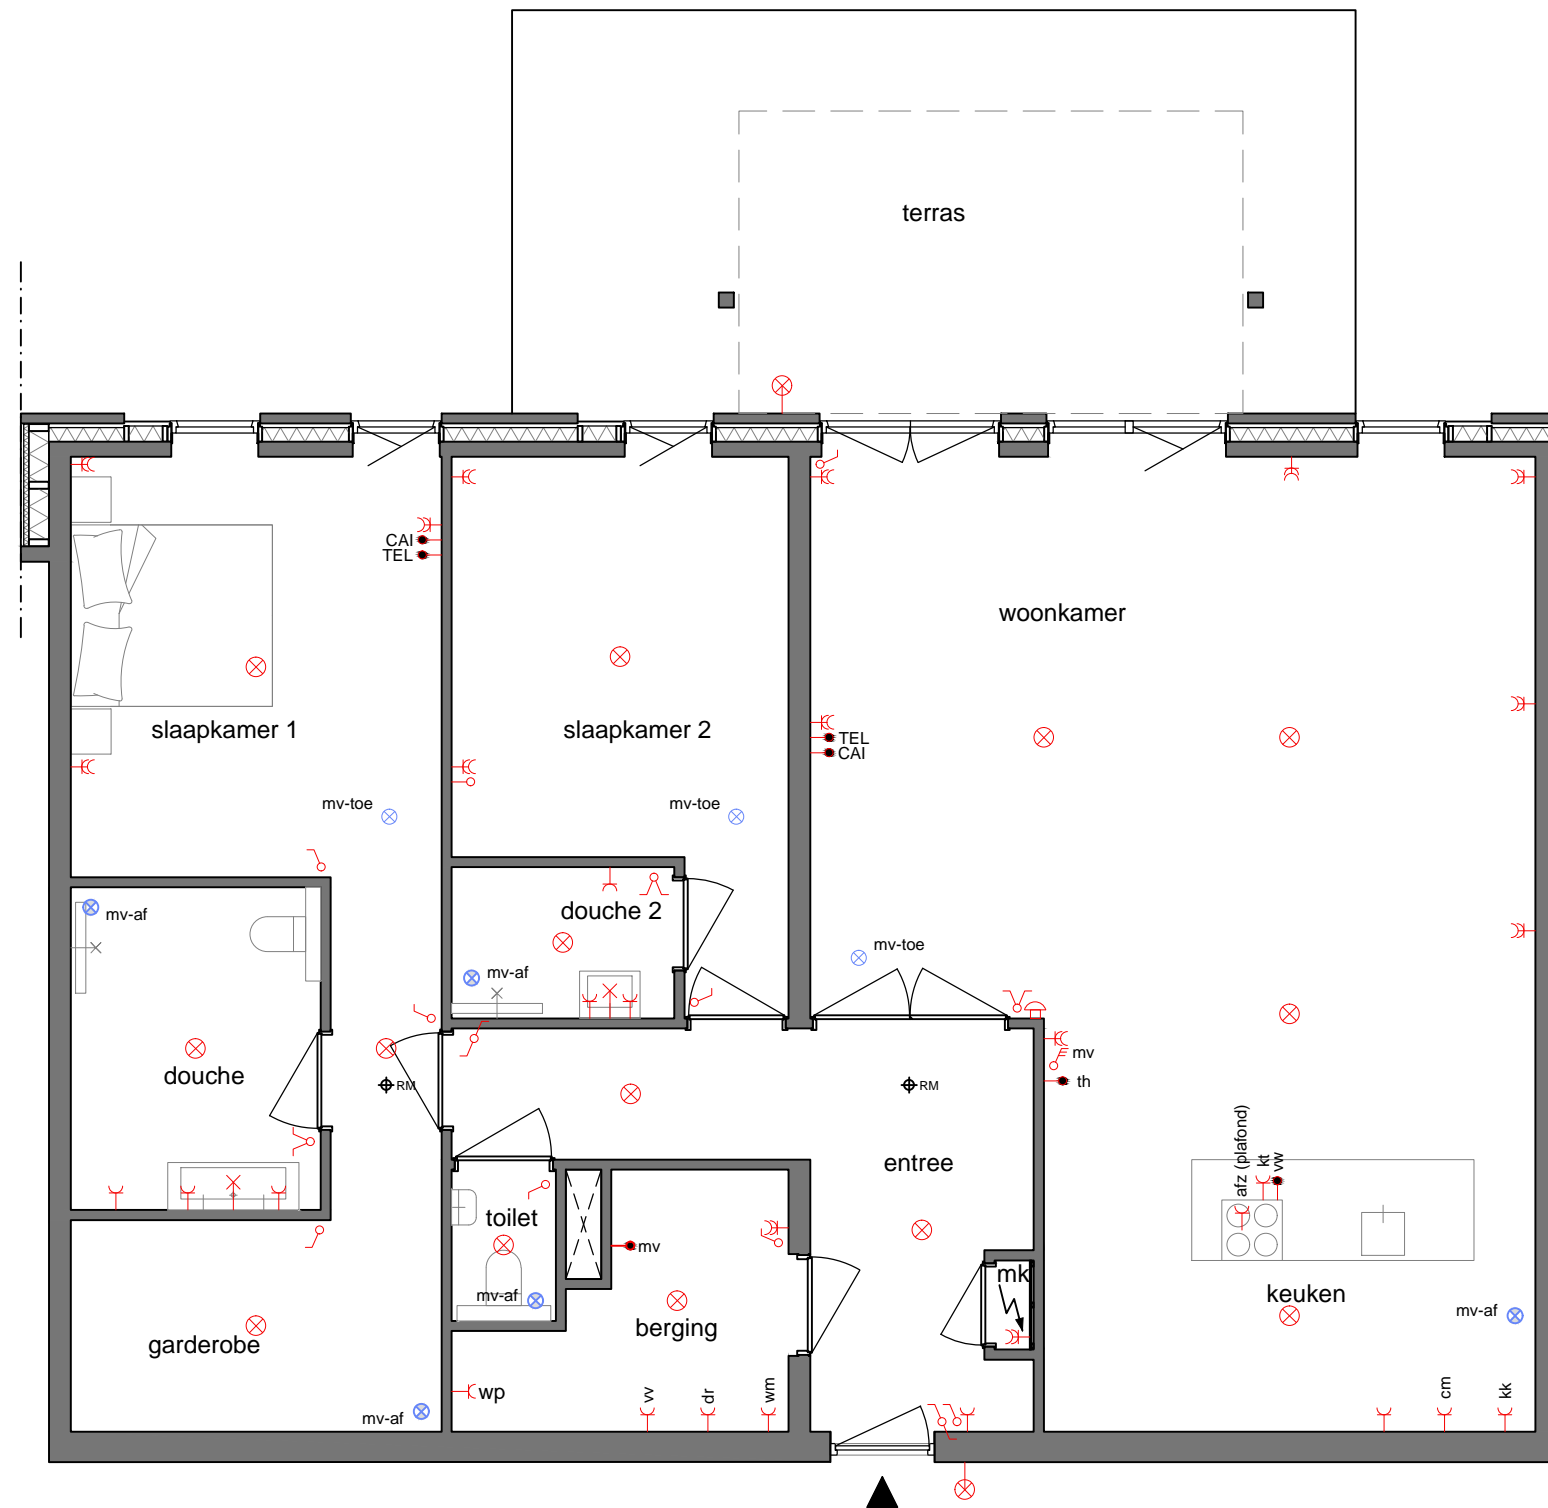 terras
CAI
TEL
woonkamer
slaapkamer 1
slaapkamer 2
TEL
CAI
mv-toe
mv-toe
mv-af
douche 2
mv-toe
mv-af
douche
RM
RM
mv
th
afz (plafond)
kt
vw
entree
toilet
mv
mk
keuken
mv-af
mv-af
berging
garderobe
mv-af
wp
vv
dr
wm
cm
kk